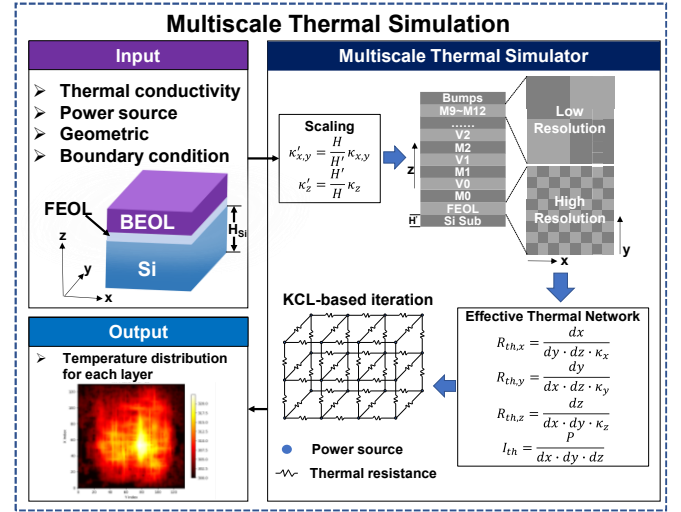 Multiscale Thermal Simulation
Input
➢ Thermal conductivity
➢ Power source
➢ Geometric
➢ Boundary condition
FEOL
BEOL
Si
H_Si
z
y
x
Multiscale Thermal Simulator
Scaling
κ′_{x,y} = H/H′ κ_{x,y}
κ′_z = H′/H κ_z
Bumps
M9~M12
......
V2
M2
V1
M1
V0
M0
FEOL
Si Sub
z
H′
Low
Resolution
High
Resolution
x
y
Effective Thermal Network
R_{th,x} = dx/(dy · dz · κ_x)
R_{th,y} = dy/(dx · dz · κ_y)
R_{th,z} = dz/(dx · dy · κ_z)
I_{th} = P/(dx · dy · dz)
KCL-based iteration
Power source
Thermal resistance
Output
➢ Temperature distribution
for each layer